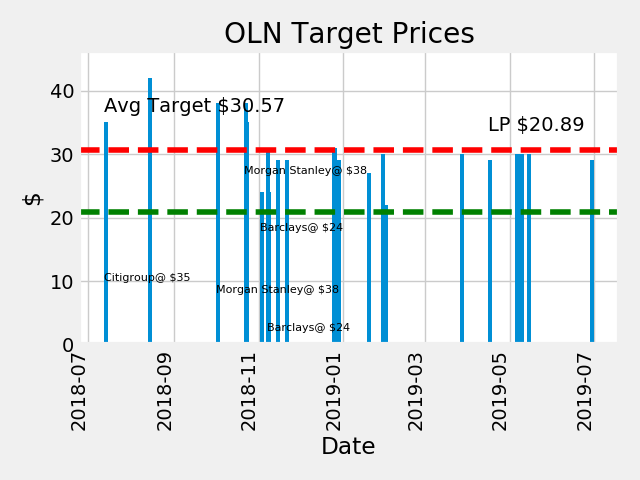 OLN Target Prices
Avg Target $30.57
LP $20.89
Morgan Stanley@ $38
Barclays@ $24
Citigroup@ $35
Morgan Stanley@ $38
Barclays@ $24
$
40
30
20
10
0
2018-07
2018-09
2018-11
2019-01
2019-03
2019-05
2019-07
Date